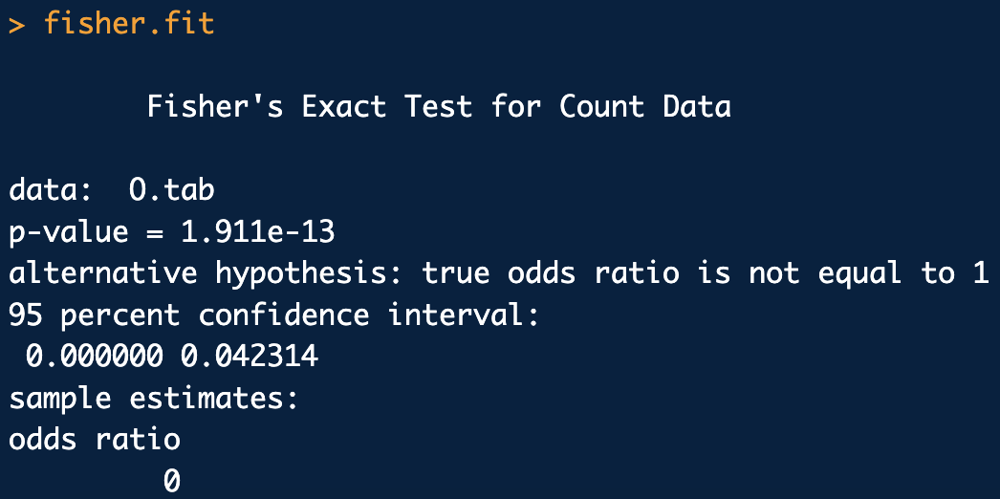 > fisher.fit
Fisher's Exact Test for Count Data
data:  O.tab
p-value = 1.911e-13
alternative hypothesis: true odds ratio is not equal to 1
95 percent confidence interval:
 0.000000 0.042314
sample estimates:
odds ratio
         0